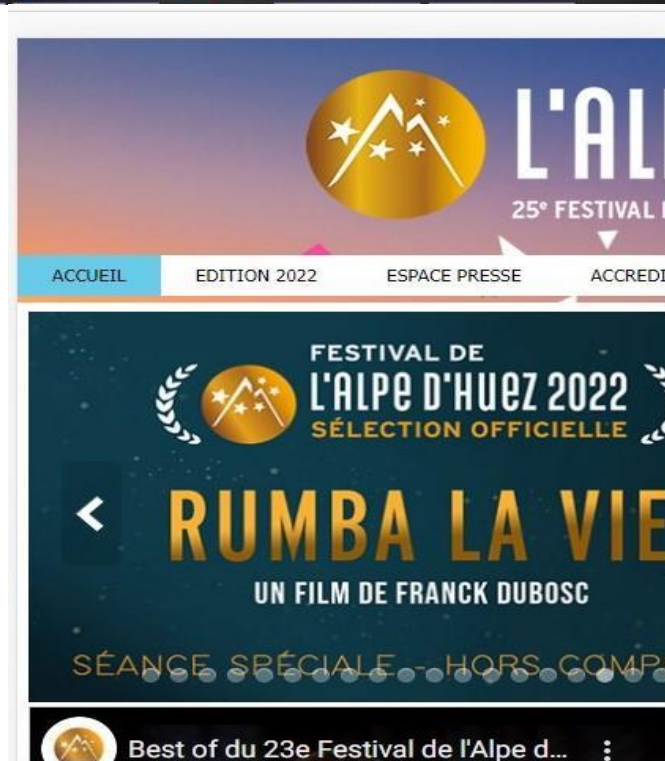 L'AL
25e FESTIVAL
ACCUEIL EDITION 2022 ESPACE PRESSE ACCREDI
FESTIVAL DE
L'ALPE D'HUEZ 2022
SÉLECTION OFFICIELLE
RUMBA LA VIE
UN FILM DE FRANCK DUBOSC
SÉANCE SPÉCIALE - HORS COMP
Best of du 23e Festival de l'Alpe d...